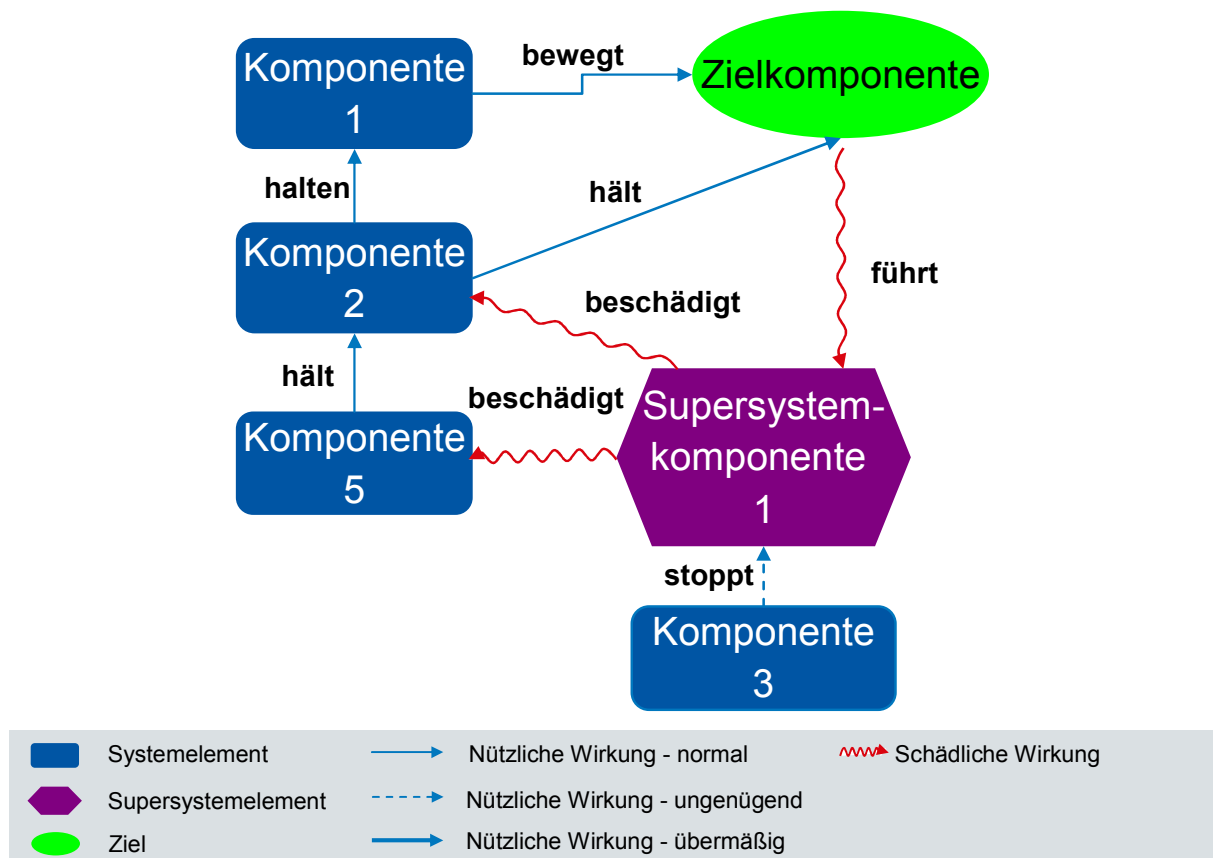 Komponente
1
bewegt
Zielkomponente
halten
hält
Komponente
2
führt
beschädigt
hält
beschädigt
Komponente
5
Supersystem-
komponente
1
stoppt
Komponente
3
Systemelement
Nützliche Wirkung - normal
Schädliche Wirkung
Supersystemelement
Nützliche Wirkung - ungenügend
Ziel
Nützliche Wirkung - übermäßig